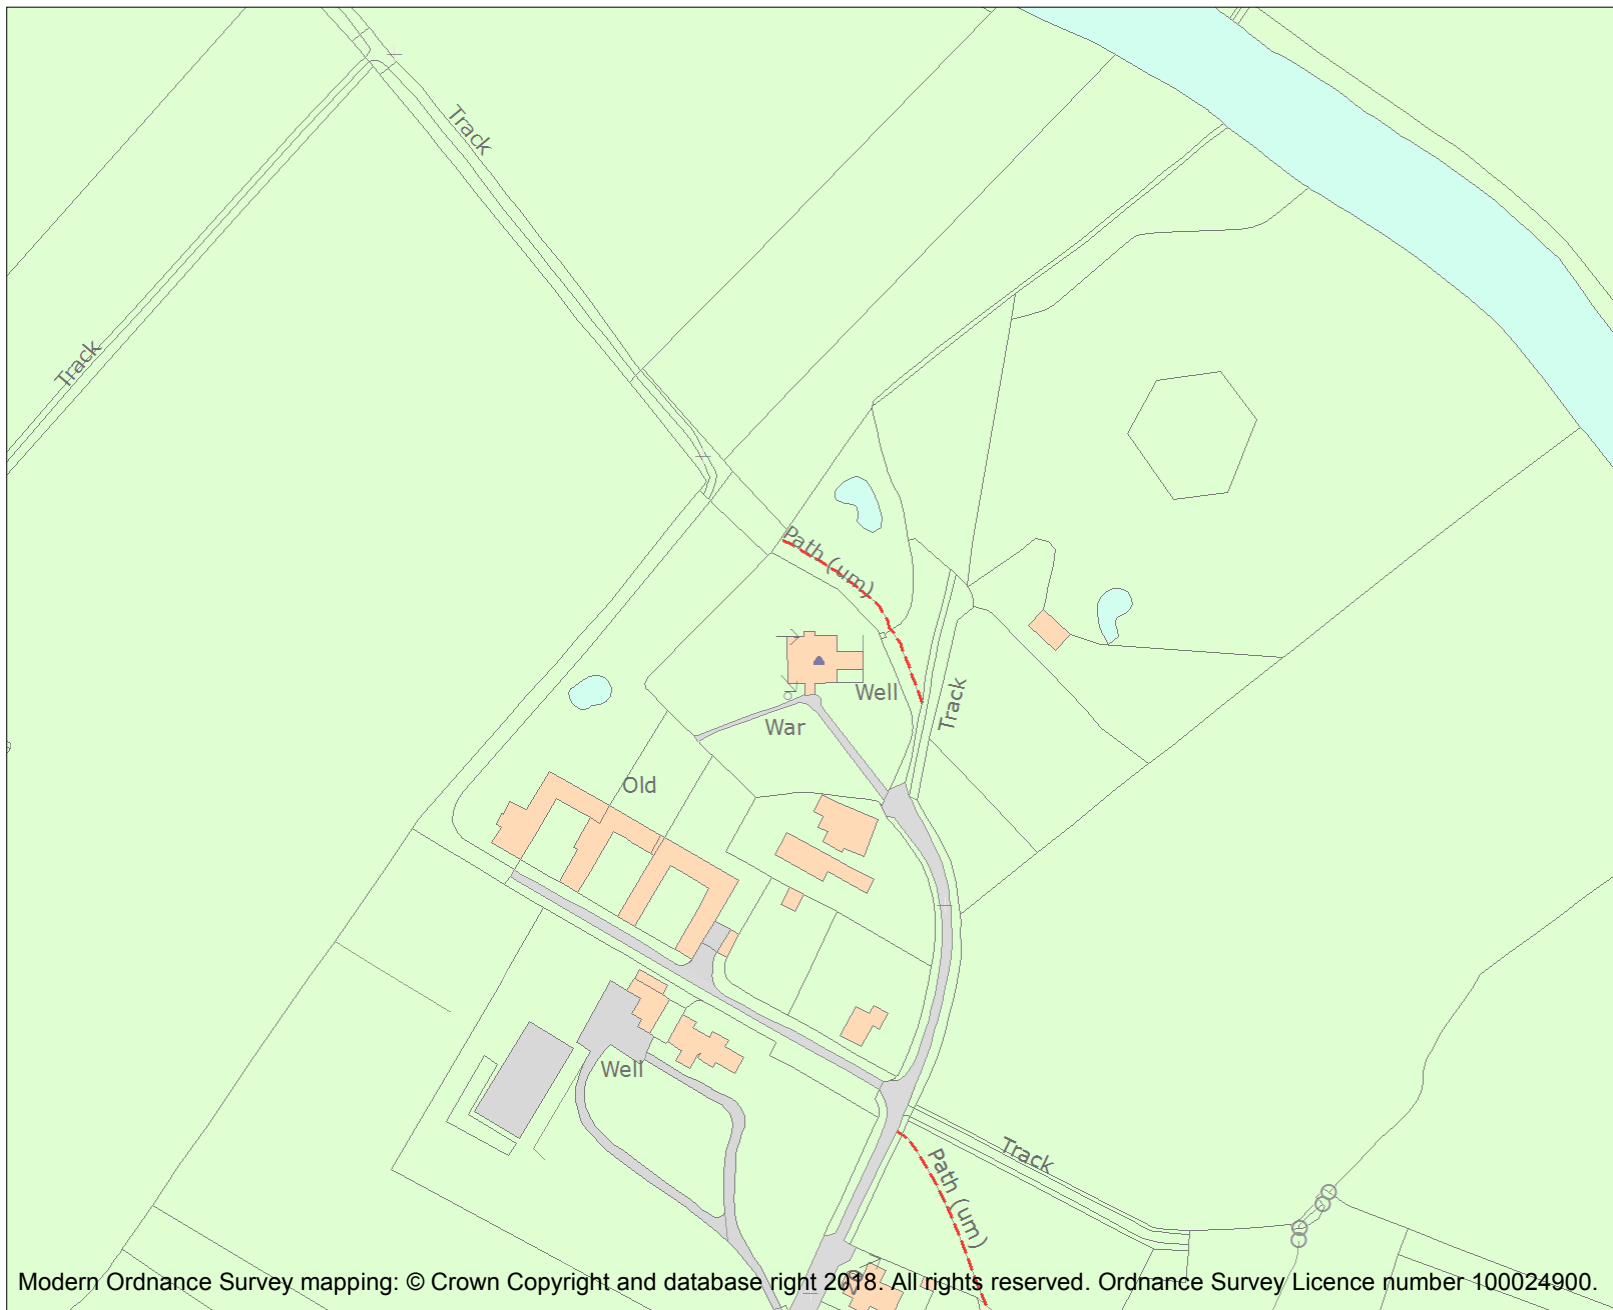 Track
Track
Path (um)
Well
Track
War
Old
Well
Track
Path (um)
Modern Ordnance Survey mapping: © Crown Copyright and database right 2018. All rights reserved. Ordnance Survey Licence number 100024900.